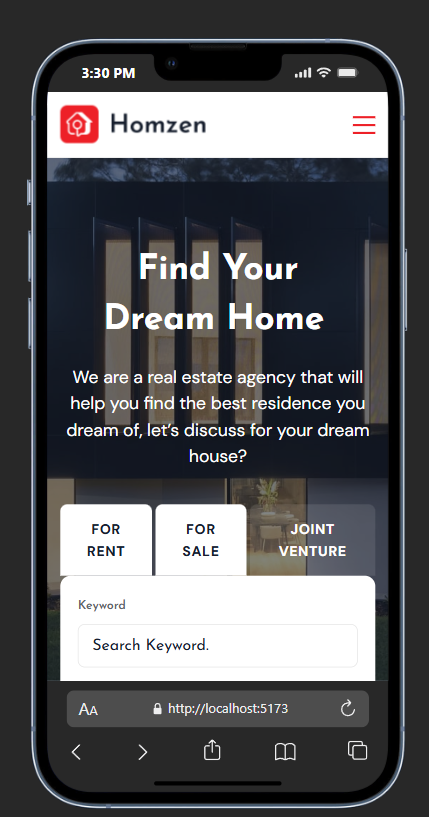 3:30 PM
Homzen
Find Your
Dream Home
We are a real estate agency that will
help you find the best residence you
dream of, let's discuss for your dream
house?
FOR RENT
FOR SALE
JOINT VENTURE
Keyword
Search Keyword.
AA
http://localhost:5173